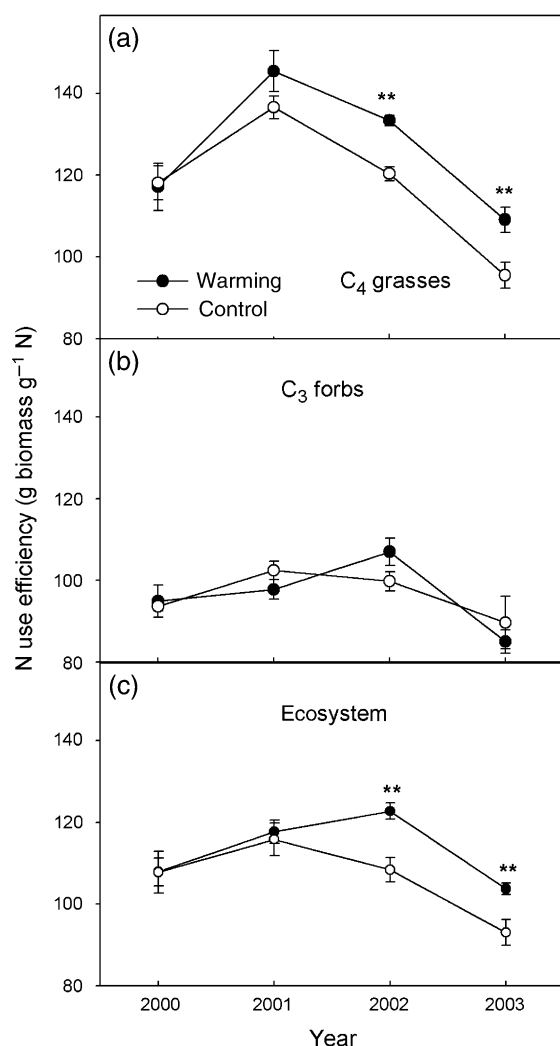 (a)
140
**
120
**
100
Warming
C₄ grasses
Control
80
(b)
C₃ forbs
140
120
100
80
(c)
Ecosystem
140
**
120
**
100
80
2000 2001 2002 2003
Year
N use efficiency (g biomass g⁻¹ N)